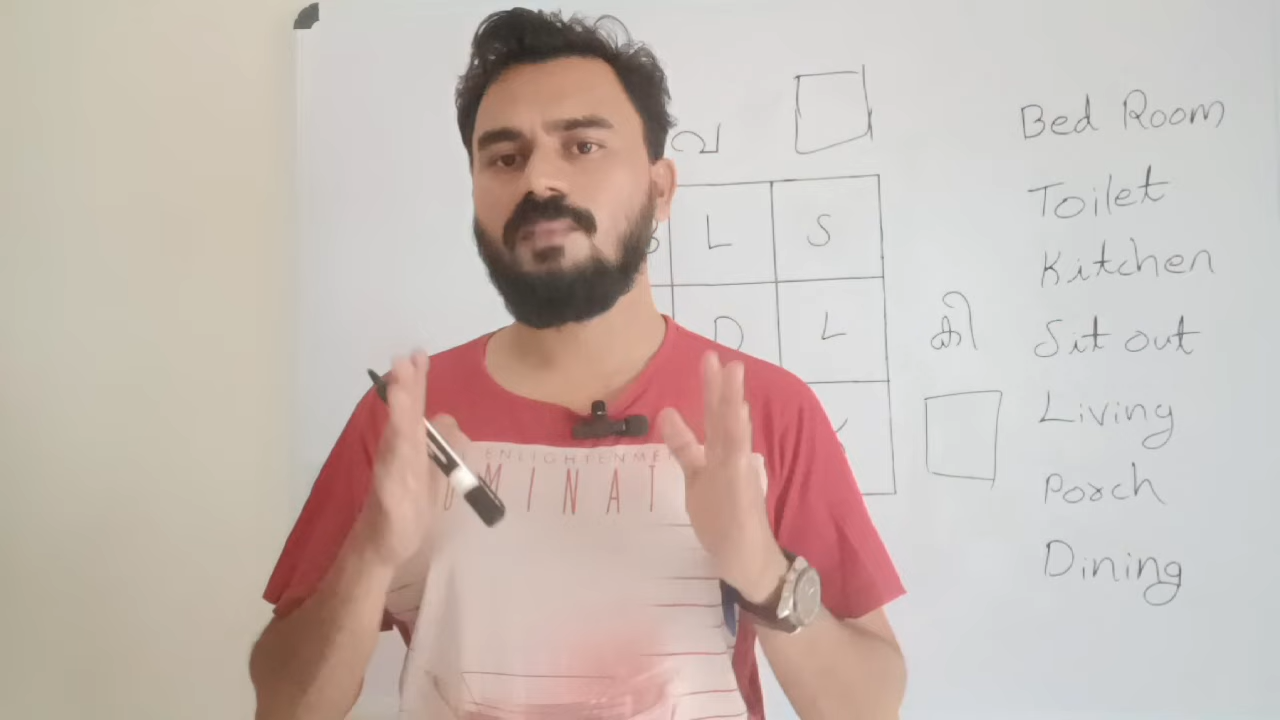 വ
B L S
D L
കി
Bed Room
Toilet
Kitchen
Sit out
Living
Porch
Dining
ENLIGHTENME
MINAT